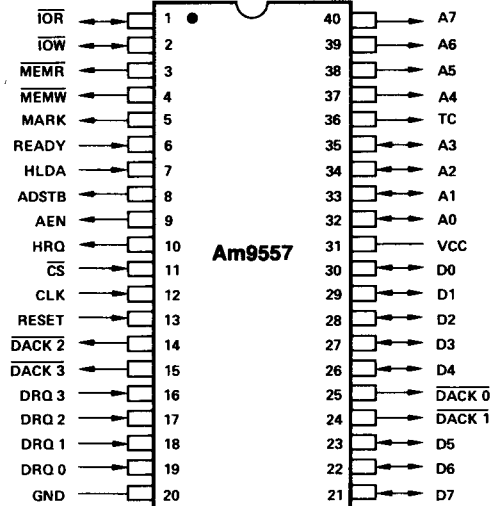 IOR 1 40 A7
IOW 2 39 A6
MEMR 3 38 A5
MEMW 4 37 A4
MARK 5 36 TC
READY 6 35 A3
HLDA 7 34 A2
ADSTB 8 33 A1
AEN 9 32 A0
HRQ 10 31 VCC
Am9557
CS 11 30 D0
CLK 12 29 D1
RESET 13 28 D2
DACK 2 14 27 D3
DACK 3 15 26 D4
DRQ 3 16 25 DACK 0
DRQ 2 17 24 DACK 1
DRQ 1 18 23 D5
DRQ 0 19 22 D6
GND 20 21 D7